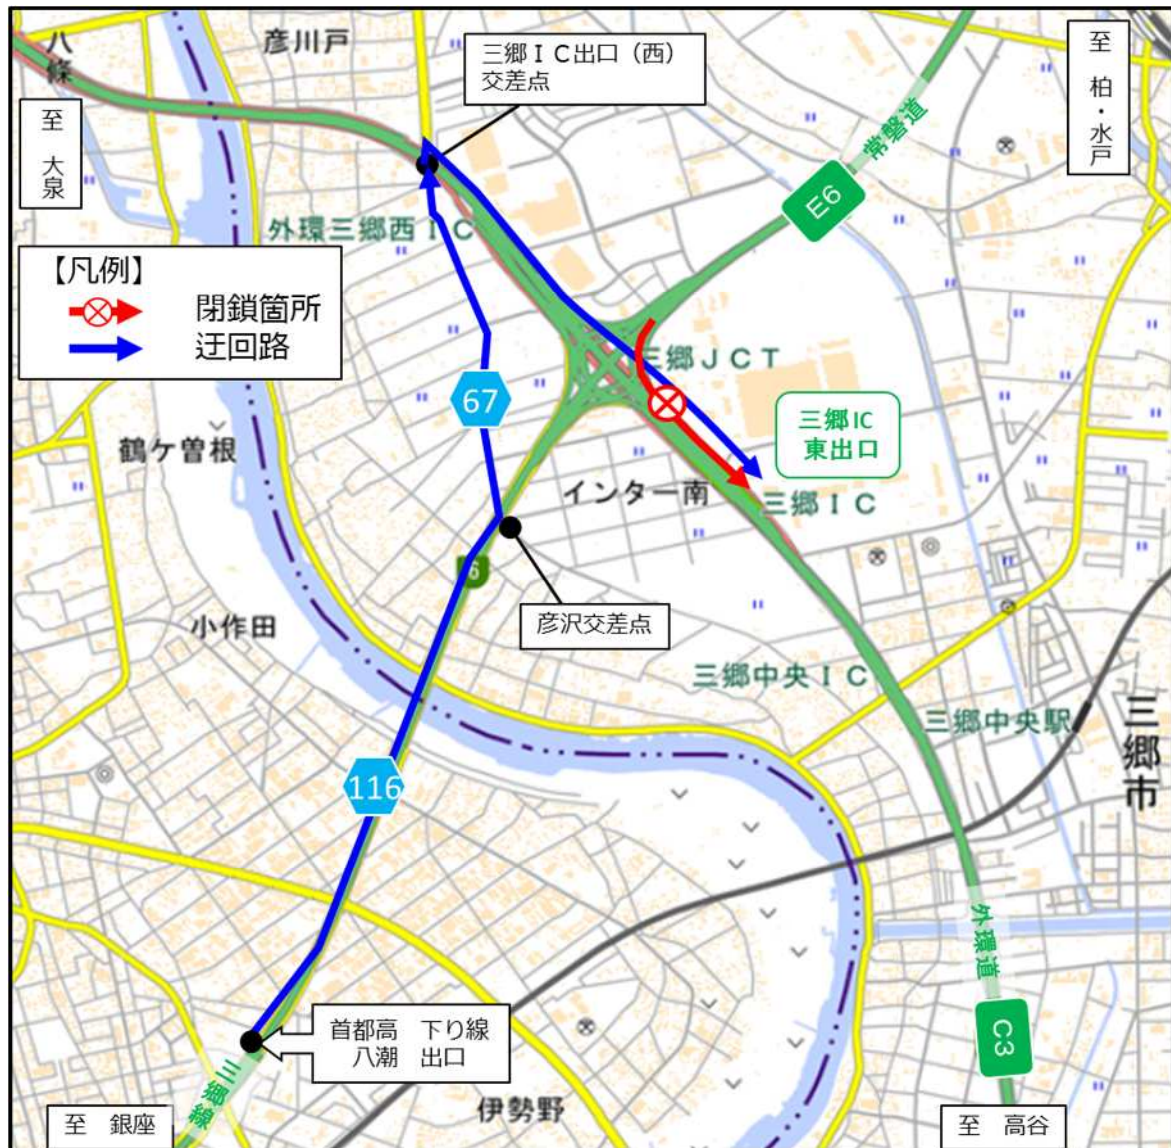 八條
彦川戸
三郷ＩＣ出口（西）
交差点
至　柏・水戸
至　大泉
常磐道
E6
外環三郷西ＩＣ
【凡例】
閉鎖箇所
迂回路
三郷ＪＣＴ
67
三郷IC
東出口
鶴ケ曽根
インター南
三郷ＩＣ
6
彦沢交差点
小作田
三郷中央ＩＣ
三郷中央駅
三郷市
116
外環道
首都高　下り線
八潮　出口
C3
三郷線
伊勢野
至　銀座
至　高谷